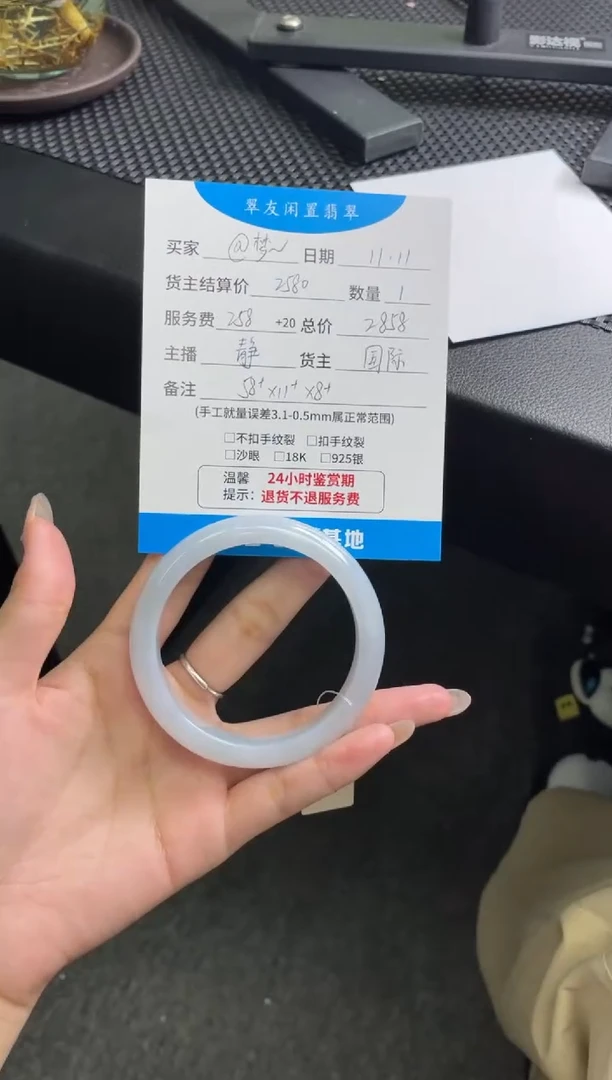 翠友闲置翡翠
买家 @梦~ 日期 11.11
货主结算价 2580 数量 1
服务费 258 +20 总价 2858
主播 静 货主 国际
备注 58+ x11+ x8+
(手工就量误差3.1-0.5mm属正常范围)
□不扣手纹裂 □扣手纹裂
□沙眼 □18K □925银
温馨 24小时鉴赏期
提示: 退货不退服务费
基地